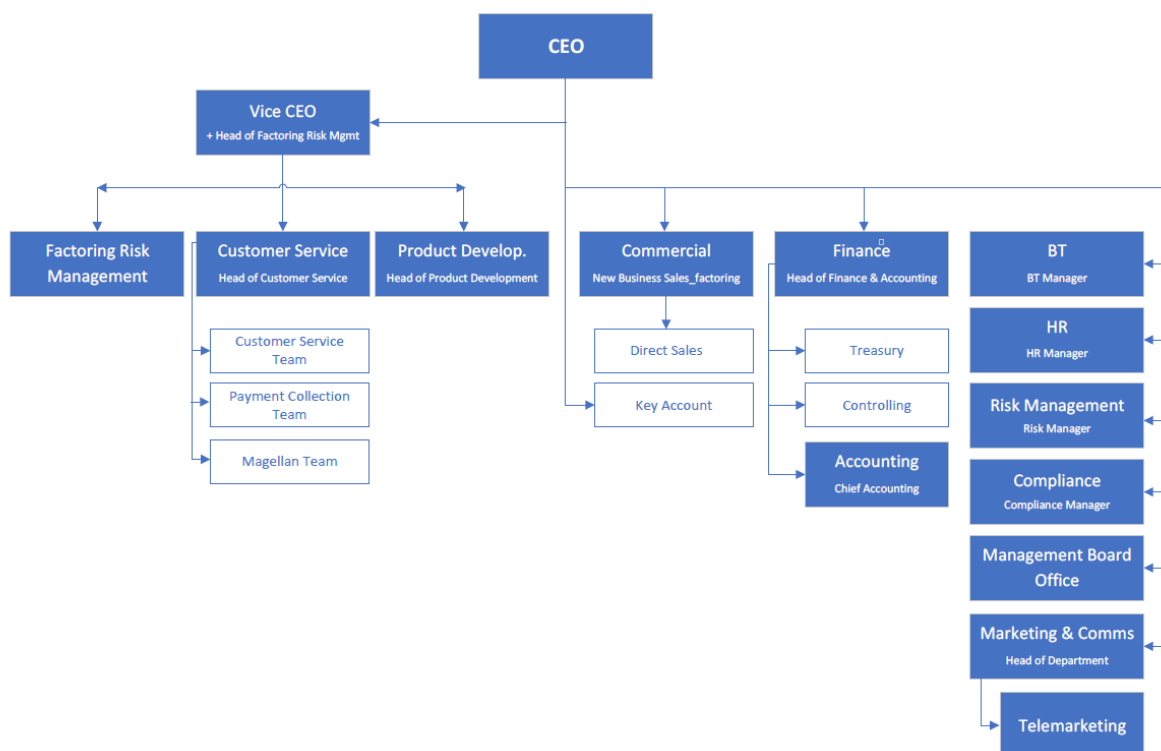 CEO
Vice CEO
+ Head of Factoring Risk Mgmt
Factoring Risk
Management
Customer Service
Head of Customer Service
Product Develop.
Head of Product Development
Commercial
New Business Sales_factoring
Finance
Head of Finance & Accounting
BT
BT Manager
Customer Service
Team
Payment Collection
Team
Magellan Team
Direct Sales
Key Account
Treasury
Controlling
Accounting
Chief Accounting
HR
HR Manager
Risk Management
Risk Manager
Compliance
Compliance Manager
Management Board
Office
Marketing & Comms
Head of Department
Telemarketing